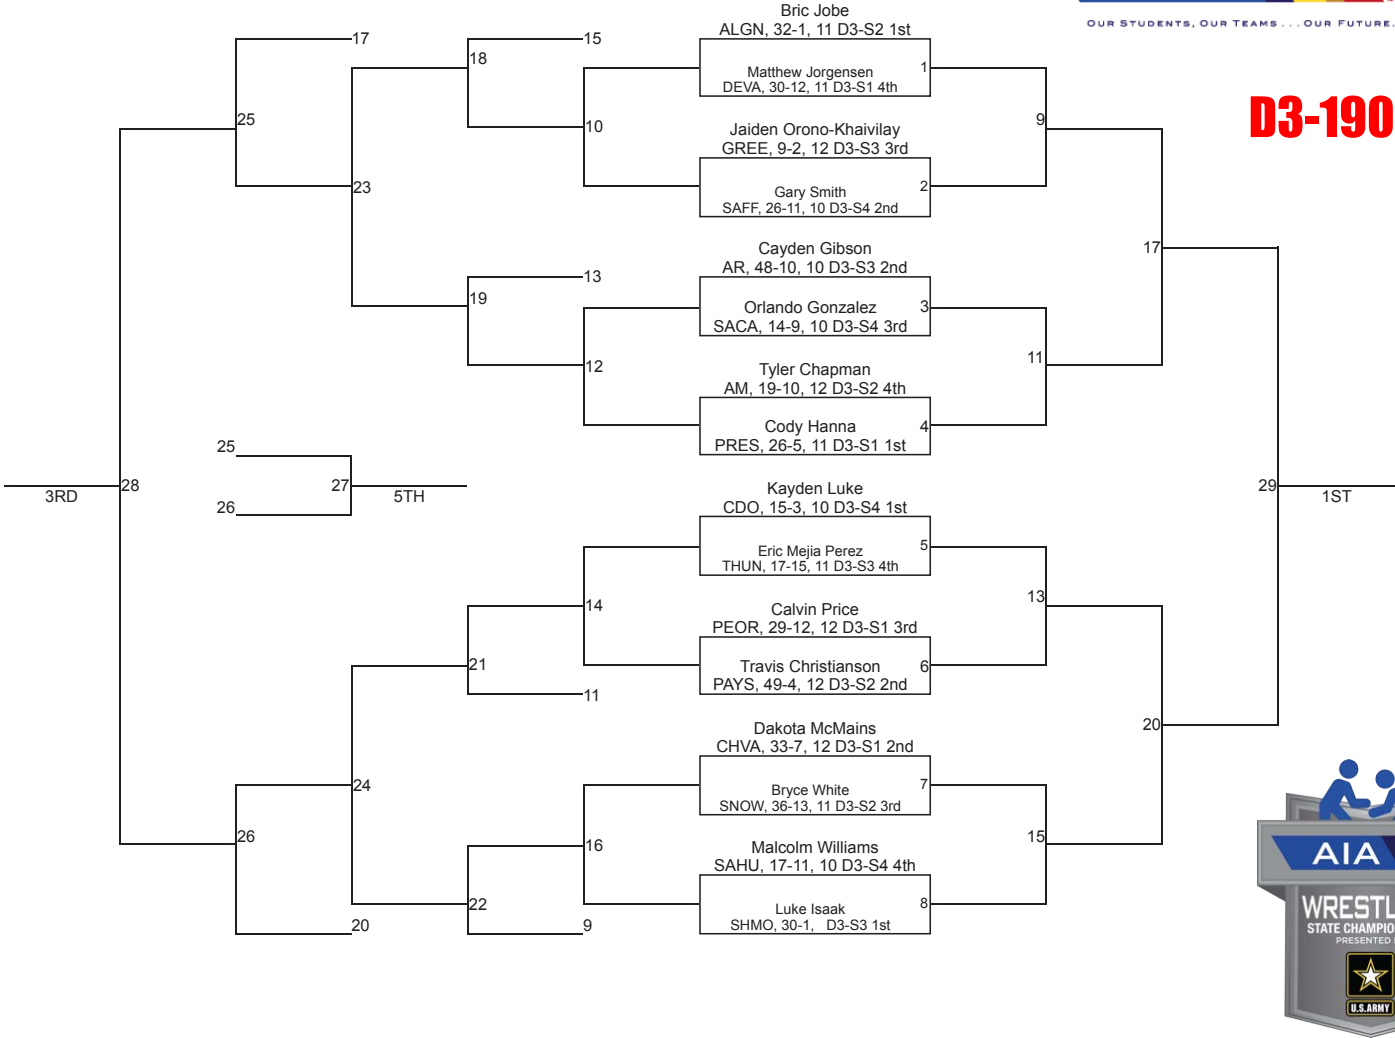 OUR STUDENTS, OUR TEAMS . . . OUR FUTURE.
D3-190
Bric Jobe
ALGN, 32-1, 11 D3-S2 1st
Matthew Jorgensen
DEVA, 30-12, 11 D3-S1 4th
1
Jaiden Orono-Khaivilay
GREE, 9-2, 12 D3-S3 3rd
Gary Smith
SAFF, 26-11, 10 D3-S4 2nd
2
Cayden Gibson
AR, 48-10, 10 D3-S3 2nd
Orlando Gonzalez
SACA, 14-9, 10 D3-S4 3rd
3
Tyler Chapman
AM, 19-10, 12 D3-S2 4th
Cody Hanna
PRES, 26-5, 11 D3-S1 1st
4
Kayden Luke
CDO, 15-3, 10 D3-S4 1st
Eric Mejia Perez
THUN, 17-15, 11 D3-S3 4th
5
Calvin Price
PEOR, 29-12, 12 D3-S1 3rd
Travis Christianson
PAYS, 49-4, 12 D3-S2 2nd
6
Dakota McMains
CHVA, 33-7, 12 D3-S1 2nd
Bryce White
SNOW, 36-13, 11 D3-S2 3rd
7
Malcolm Williams
SAHU, 17-11, 10 D3-S4 4th
Luke Isaak
SHMO, 30-1, D3-S3 1st
8
9
11
13
15
17
20
29
1ST
15
10
13
12
14
11
16
9
18
19
21
22
17
23
24
20
25
26
28
3RD
25
26
27
5TH
AIA
WRESTL
STATE CHAMPIO
PRESENTED
U.S.ARMY